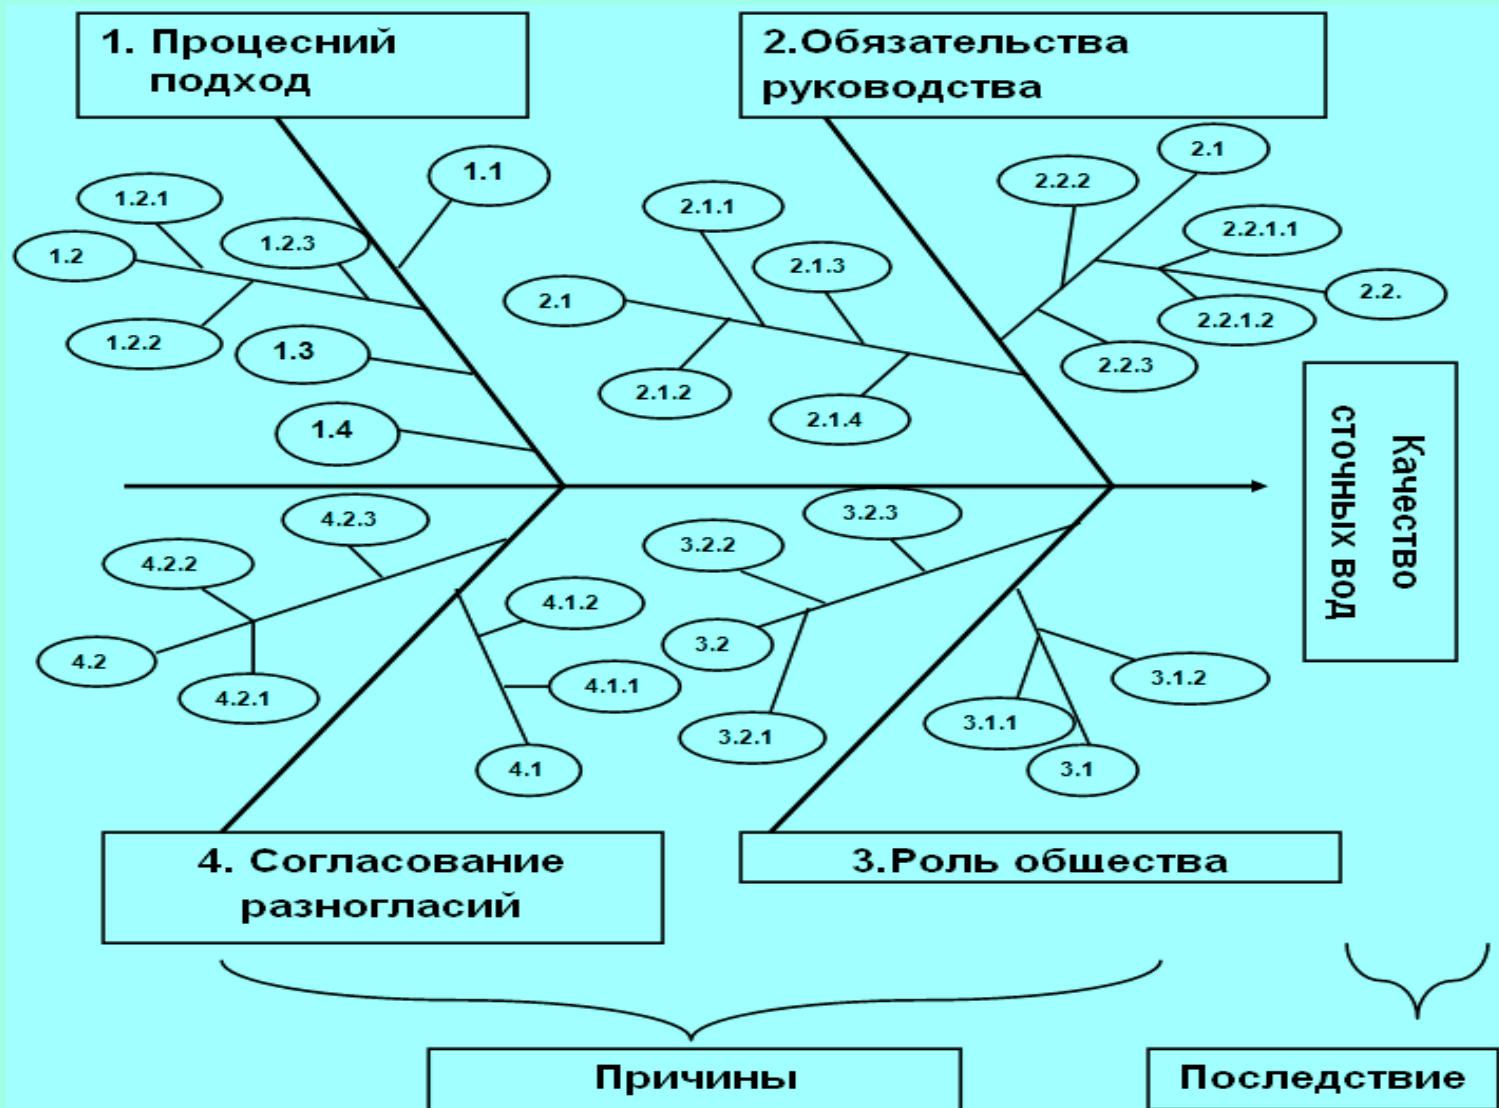 1. Процесний
подход
2.Обязательства
руководства
1.1
1.2.1
1.2.3
1.2
1.2.2
1.3
1.4
2.1.1
2.1.3
2.1
2.1.2
2.1.4
2.1
2.2.2
2.2.1.1
2.2.
2.2.1.2
2.2.3
Качество
сточных вод
4.2.3
4.2.2
4.2
4.2.1
4.1.2
4.1.1
4.1
3.2.3
3.2.2
3.2
3.2.1
3.1.2
3.1.1
3.1
4. Согласование
разногласий
3.Роль общества
Причины
Последствие